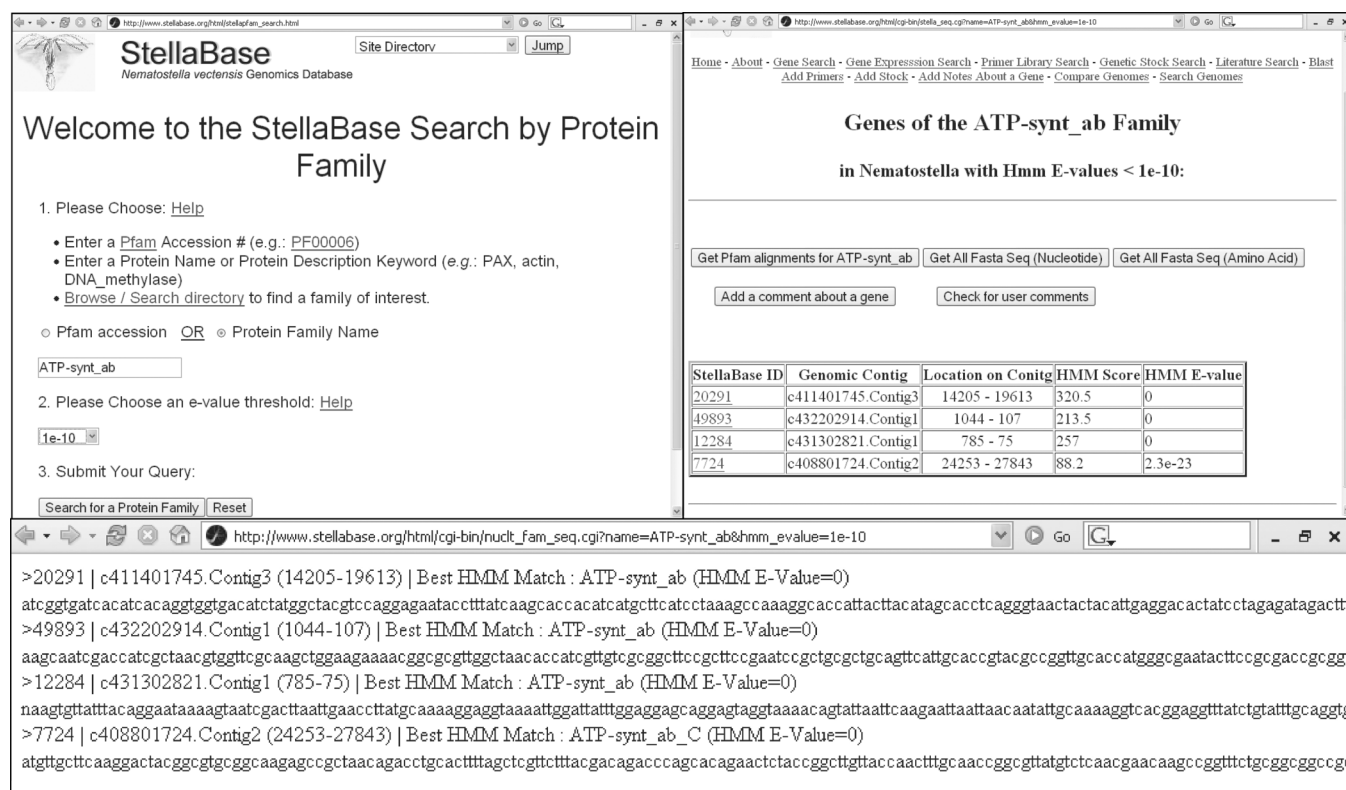 http://www.stellabase.org/html/stellapfam_search.html
Go
StellaBase
Nematostella vectensis Genomics Database
Site Directory
Jump
Welcome to the StellaBase Search by Protein
Family
1. Please Choose: Help
• Enter a Pfam Accession # (e.g.: PF00006)
• Enter a Protein Name or Protein Description Keyword (e.g.: PAX, actin,
DNA_methylase)
• Browse / Search directory to find a family of interest.
Pfam accession OR Protein Family Name
ATP-synt_ab
2. Please Choose an e-value threshold: Help
1e-10
3. Submit Your Query:
Search for a Protein Family Reset
http://www.stellabase.org/html/cgi-bin/stella_seq.cgi?name=ATP-synt_ab&hmm_evalue=1e-10
Go
Home - About - Gene Search - Gene Expresssion Search - Primer Library Search - Genetic Stock Search - Literature Search - Blast
Add Primers - Add Stock - Add Notes About a Gene - Compare Genomes - Search Genomes
Genes of the ATP-synt_ab Family
in Nematostella with Hmm E-values < 1e-10:
Get Pfam alignments for ATP-synt_ab Get All Fasta Seq (Nucleotide) Get All Fasta Seq (Amino Acid)
Add a comment about a gene Check for user comments
StellaBase ID Genomic Contig Location on Conitg HMM Score HMM E-value
20291 c411401745.Contig3 14205 - 19613 320.5 0
49893 c432202914.Contig1 1044 - 107 213.5 0
12284 c431302821.Contig1 785 - 75 257 0
7724 c408801724.Contig2 24253 - 27843 88.2 2.3e-23
http://www.stellabase.org/html/cgi-bin/nuclt_fam_seq.cgi?name=ATP-synt_ab&hmm_evalue=1e-10
Go
>20291 | c411401745.Contig3 (14205-19613) | Best HMM Match : ATP-synt_ab (HMM E-Value=0)
atcggtgatcacatcacaggtggtgacatctatggctacgtccaggagaatacctttatcaagcaccacatcatgcttcatcctaaagccaaaggcaccattacttacatagcacctcagggtaactactacattgaggacactatcctagagatagactt
>49893 | c432202914.Contig1 (1044-107) | Best HMM Match : ATP-synt_ab (HMM E-Value=0)
aagcaatcgaccatcgctaacgtggttcgcaagctggaagaaaacggcgcgttggctaacaccatcgttgtcgcggcttccgcttccgaatccgctgcgctgcagttcattgcaccgtacgccggttgcaccatgggcgaatacttccgcgaccgcgg
>12284 | c431302821.Contig1 (785-75) | Best HMM Match : ATP-synt_ab (HMM E-Value=0)
naagtgttatttacaggaataaaagtaatcgacttaattgaaccttatgcaaaaggaggtaaaattggattatttggaggagcaggagtaggtaaaacagtattaattcaagaattaattaacaatattgcaaaaggtcacggaggtttatctgtatttgcaggtg
>7724 | c408801724.Contig2 (24253-27843) | Best HMM Match : ATP-synt_ab_C (HMM E-Value=0)
atgttgcttcaaggactacggcgtgcggcaagagccgctaacagacctgcacttttagctcgttctttacgacagacccagcacagaactctaccggcttgttaccaactttgcaaccggcgttatgtctcaacgaacaagccggtttctgcggcggccgc